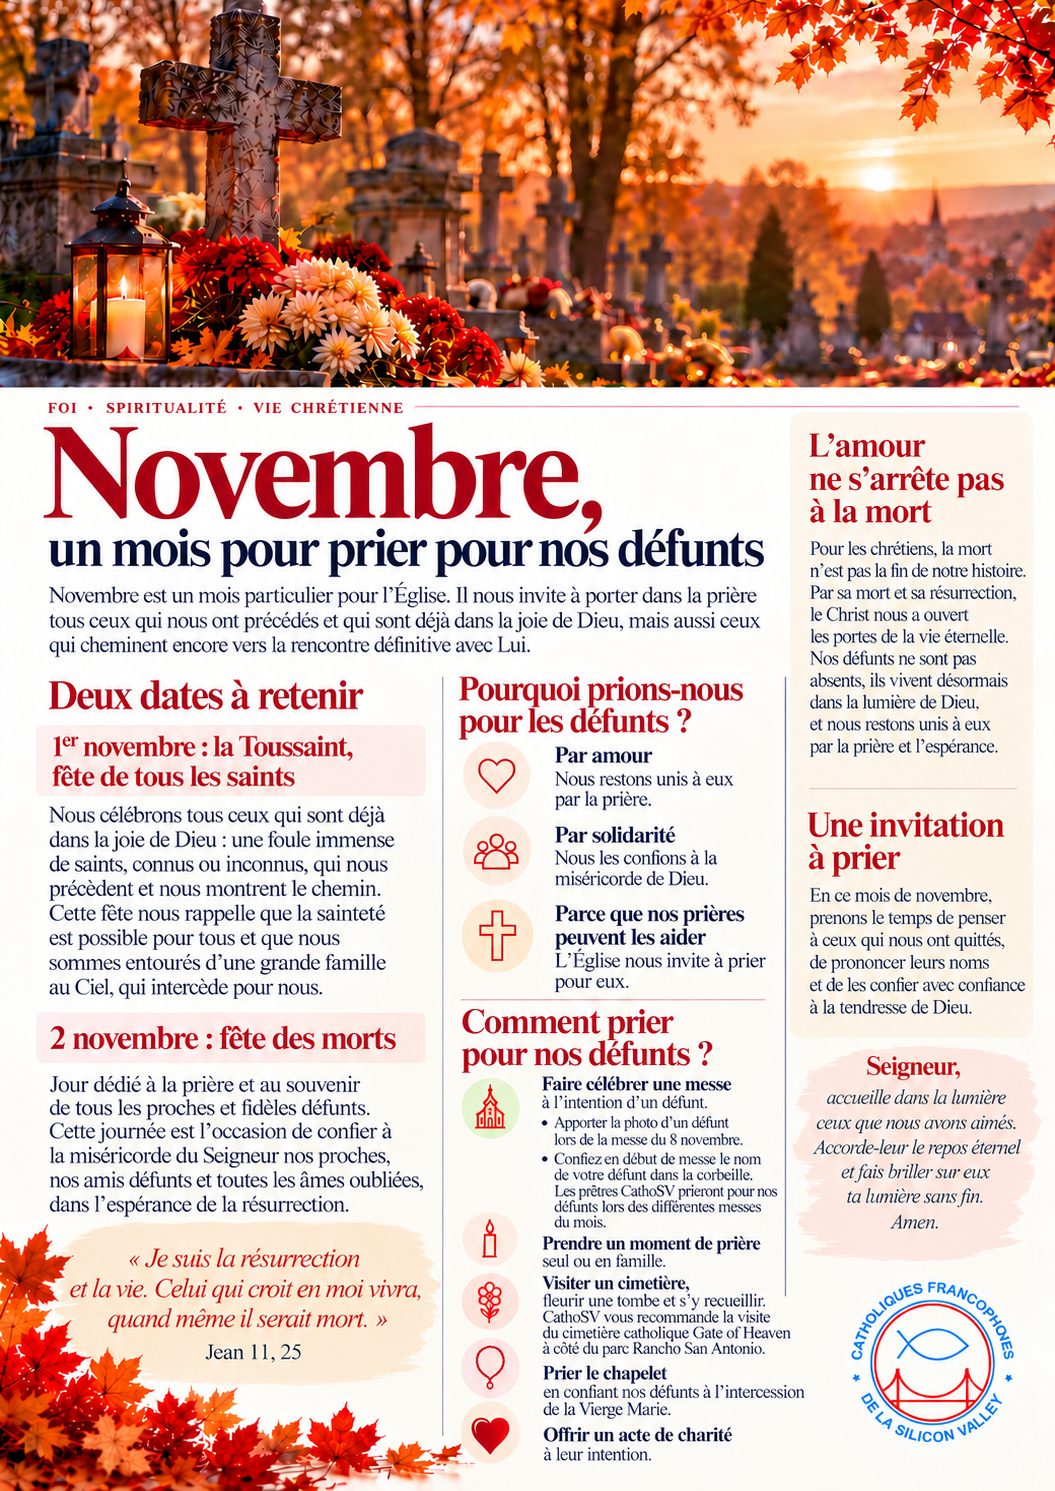 FOI • SPIRITUALITÉ • VIE CHRÉTIENNE
Novembre,
un mois pour prier pour nos défunts
Novembre est un mois particulier pour l’Église. Il nous invite à porter dans la prière
tous ceux qui nous ont précédés et qui sont déjà dans la joie de Dieu, mais aussi ceux
qui cheminent encore vers la rencontre définitive avec Lui.
Deux dates à retenir
1er novembre : la Toussaint,
fête de tous les saints
Nous célébrons tous ceux qui sont déjà
dans la joie de Dieu : une foule immense
de saints, connus ou inconnus, qui nous
précèdent et nous montrent le chemin.
Cette fête nous rappelle que la sainteté
est possible pour tous et que nous
sommes entourés d’une grande famille
au Ciel, qui intercède pour nous.
2 novembre : fête des morts
Jour dédié à la prière et au souvenir
de tous les proches et fidèles défunts.
Cette journée est l’occasion de confier à
la miséricorde du Seigneur nos proches,
nos amis défunts et toutes les âmes oubliées,
dans l’espérance de la résurrection.
« Je suis la résurrection
et la vie. Celui qui croit en moi vivra,
quand même il serait mort. »
Jean 11, 25
Pourquoi prions-nous
pour les défunts ?
Par amour
Nous restons unis à eux
par la prière.
Par solidarité
Nous les confions à la
miséricorde de Dieu.
Parce que nos prières
peuvent les aider
L’Église nous invite à prier
pour eux.
Comment prier
pour nos défunts ?
Faire célébrer une messe
à l’intention d’un défunt.
• Apporter la photo d’un défunt
lors de la messe du 8 novembre.
• Confiez en début de messe le nom
de votre défunt dans la corbeille.
Les prêtres CathoSV prieront pour nos
défunts lors des différentes messes
du mois.
Prendre un moment de prière
seul ou en famille.
Visiter un cimetière,
fleurir une tombe et s’y recueillir.
CathoSV vous recommande la visite
du cimetière catholique Gate of Heaven
à côté du parc Rancho San Antonio.
Prier le chapelet
en confiant nos défunts à l’intercession
de la Vierge Marie.
Offrir un acte de charité
à leur intention.
L’amour
ne s’arrête pas
à la mort
Pour les chrétiens, la mort
n’est pas la fin de notre histoire.
Par sa mort et sa résurrection,
le Christ nous a ouvert
les portes de la vie éternelle.
Nos défunts ne sont pas
absents, ils vivent désormais
dans la lumière de Dieu,
et nous restons unis à eux
par la prière et l’espérance.
Une invitation
à prier
En ce mois de novembre,
prenons le temps de penser
à ceux qui nous ont quittés,
de prononcer leurs noms
et de les confier avec confiance
à la tendresse de Dieu.
Seigneur,
accueille dans la lumière
ceux que nous avons aimés.
Accorde-leur le repos éternel
et fais briller sur eux
ta lumière sans fin.
Amen.
CATHOLIQUES FRANCOPHONES
DE LA SILICON VALLEY